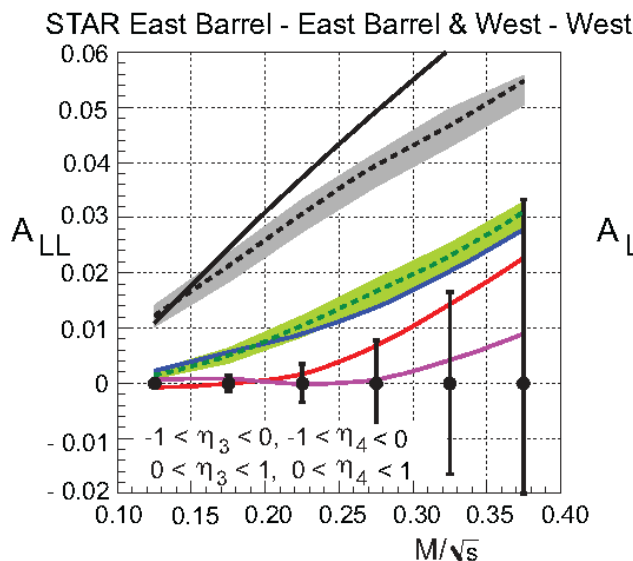 STAR East Barrel - East Barrel & West - West
0.06
0.05
0.04
0.03
A LL
A L
0.02
0.01
0
- 0.01
- 0.02
-1 < η3 < 0, -1 < η4 < 0
0 < η3 < 1, 0 < η4 < 1
0.10 0.15 0.20 0.25 0.30 0.35 0.40
M/√s